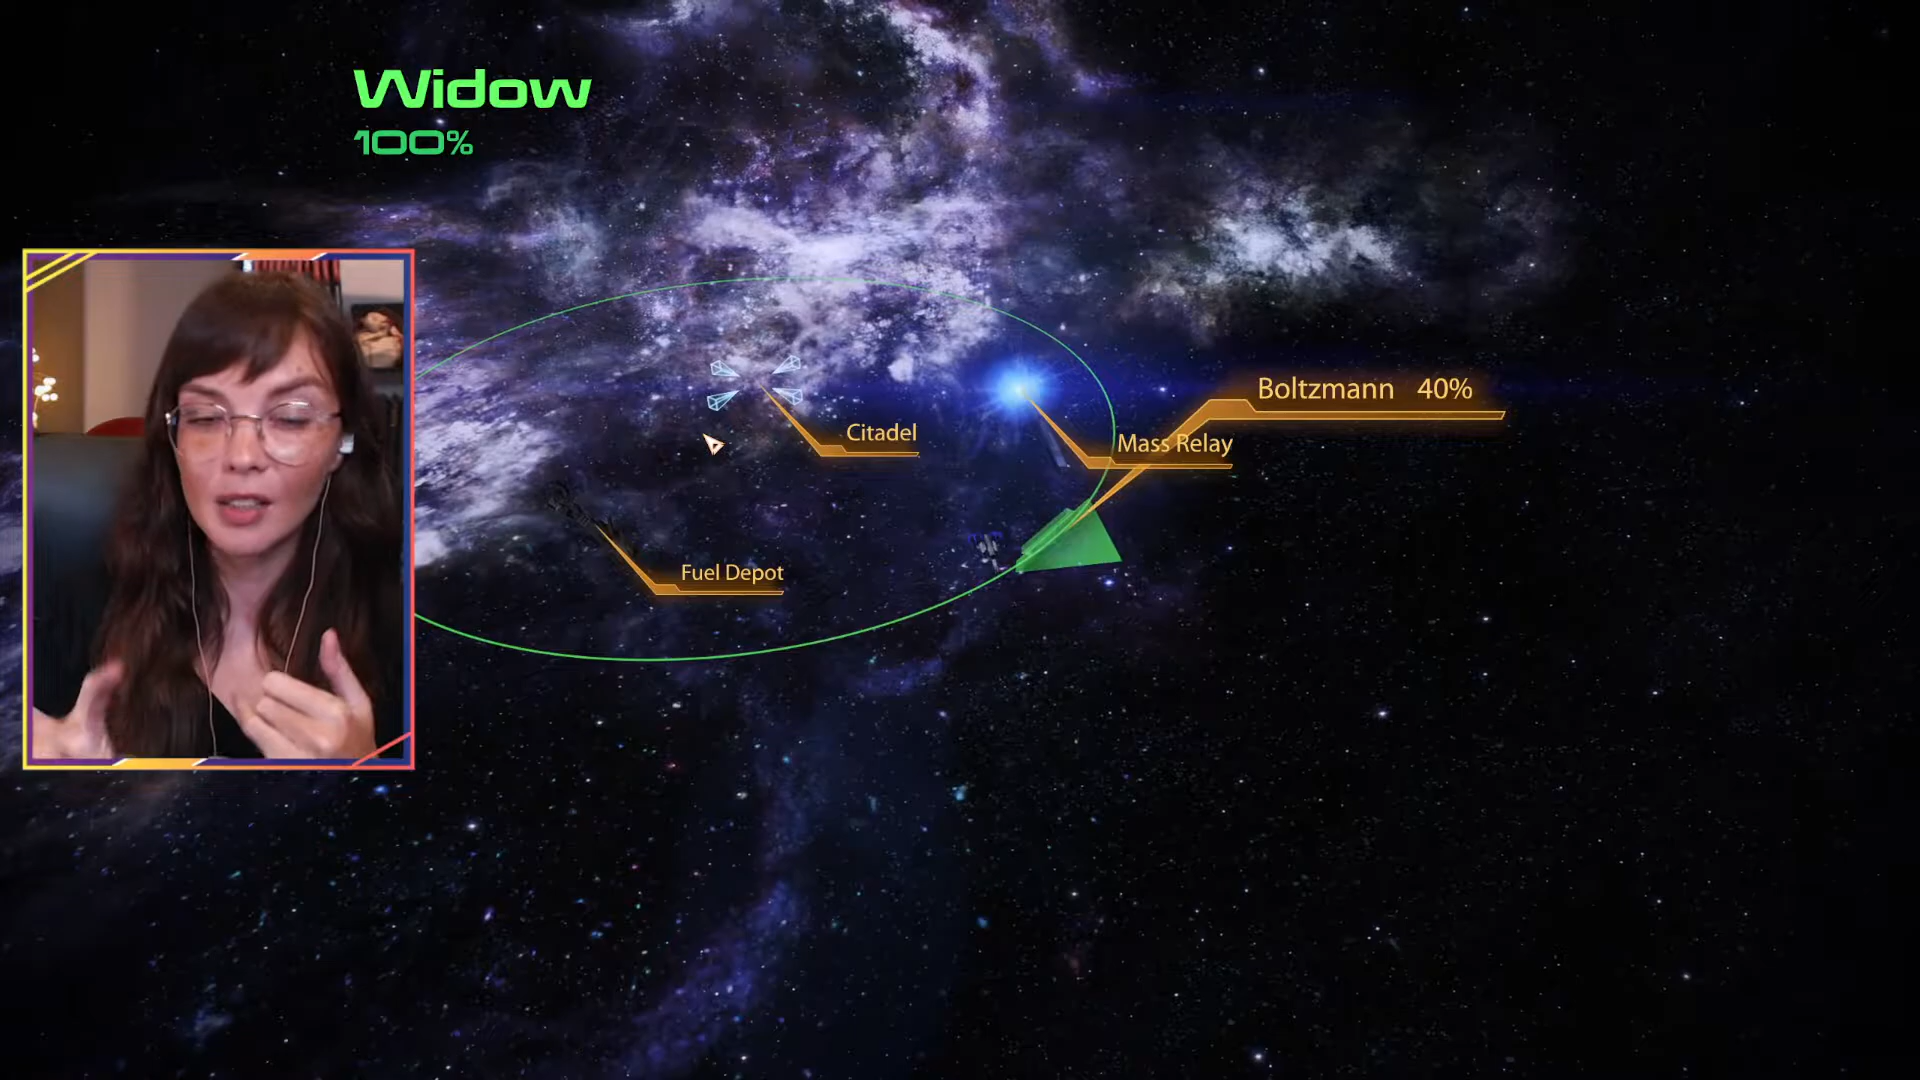 Widow
100%
Boltzmann 40%
Citadel
Mass Relay
Fuel Depot